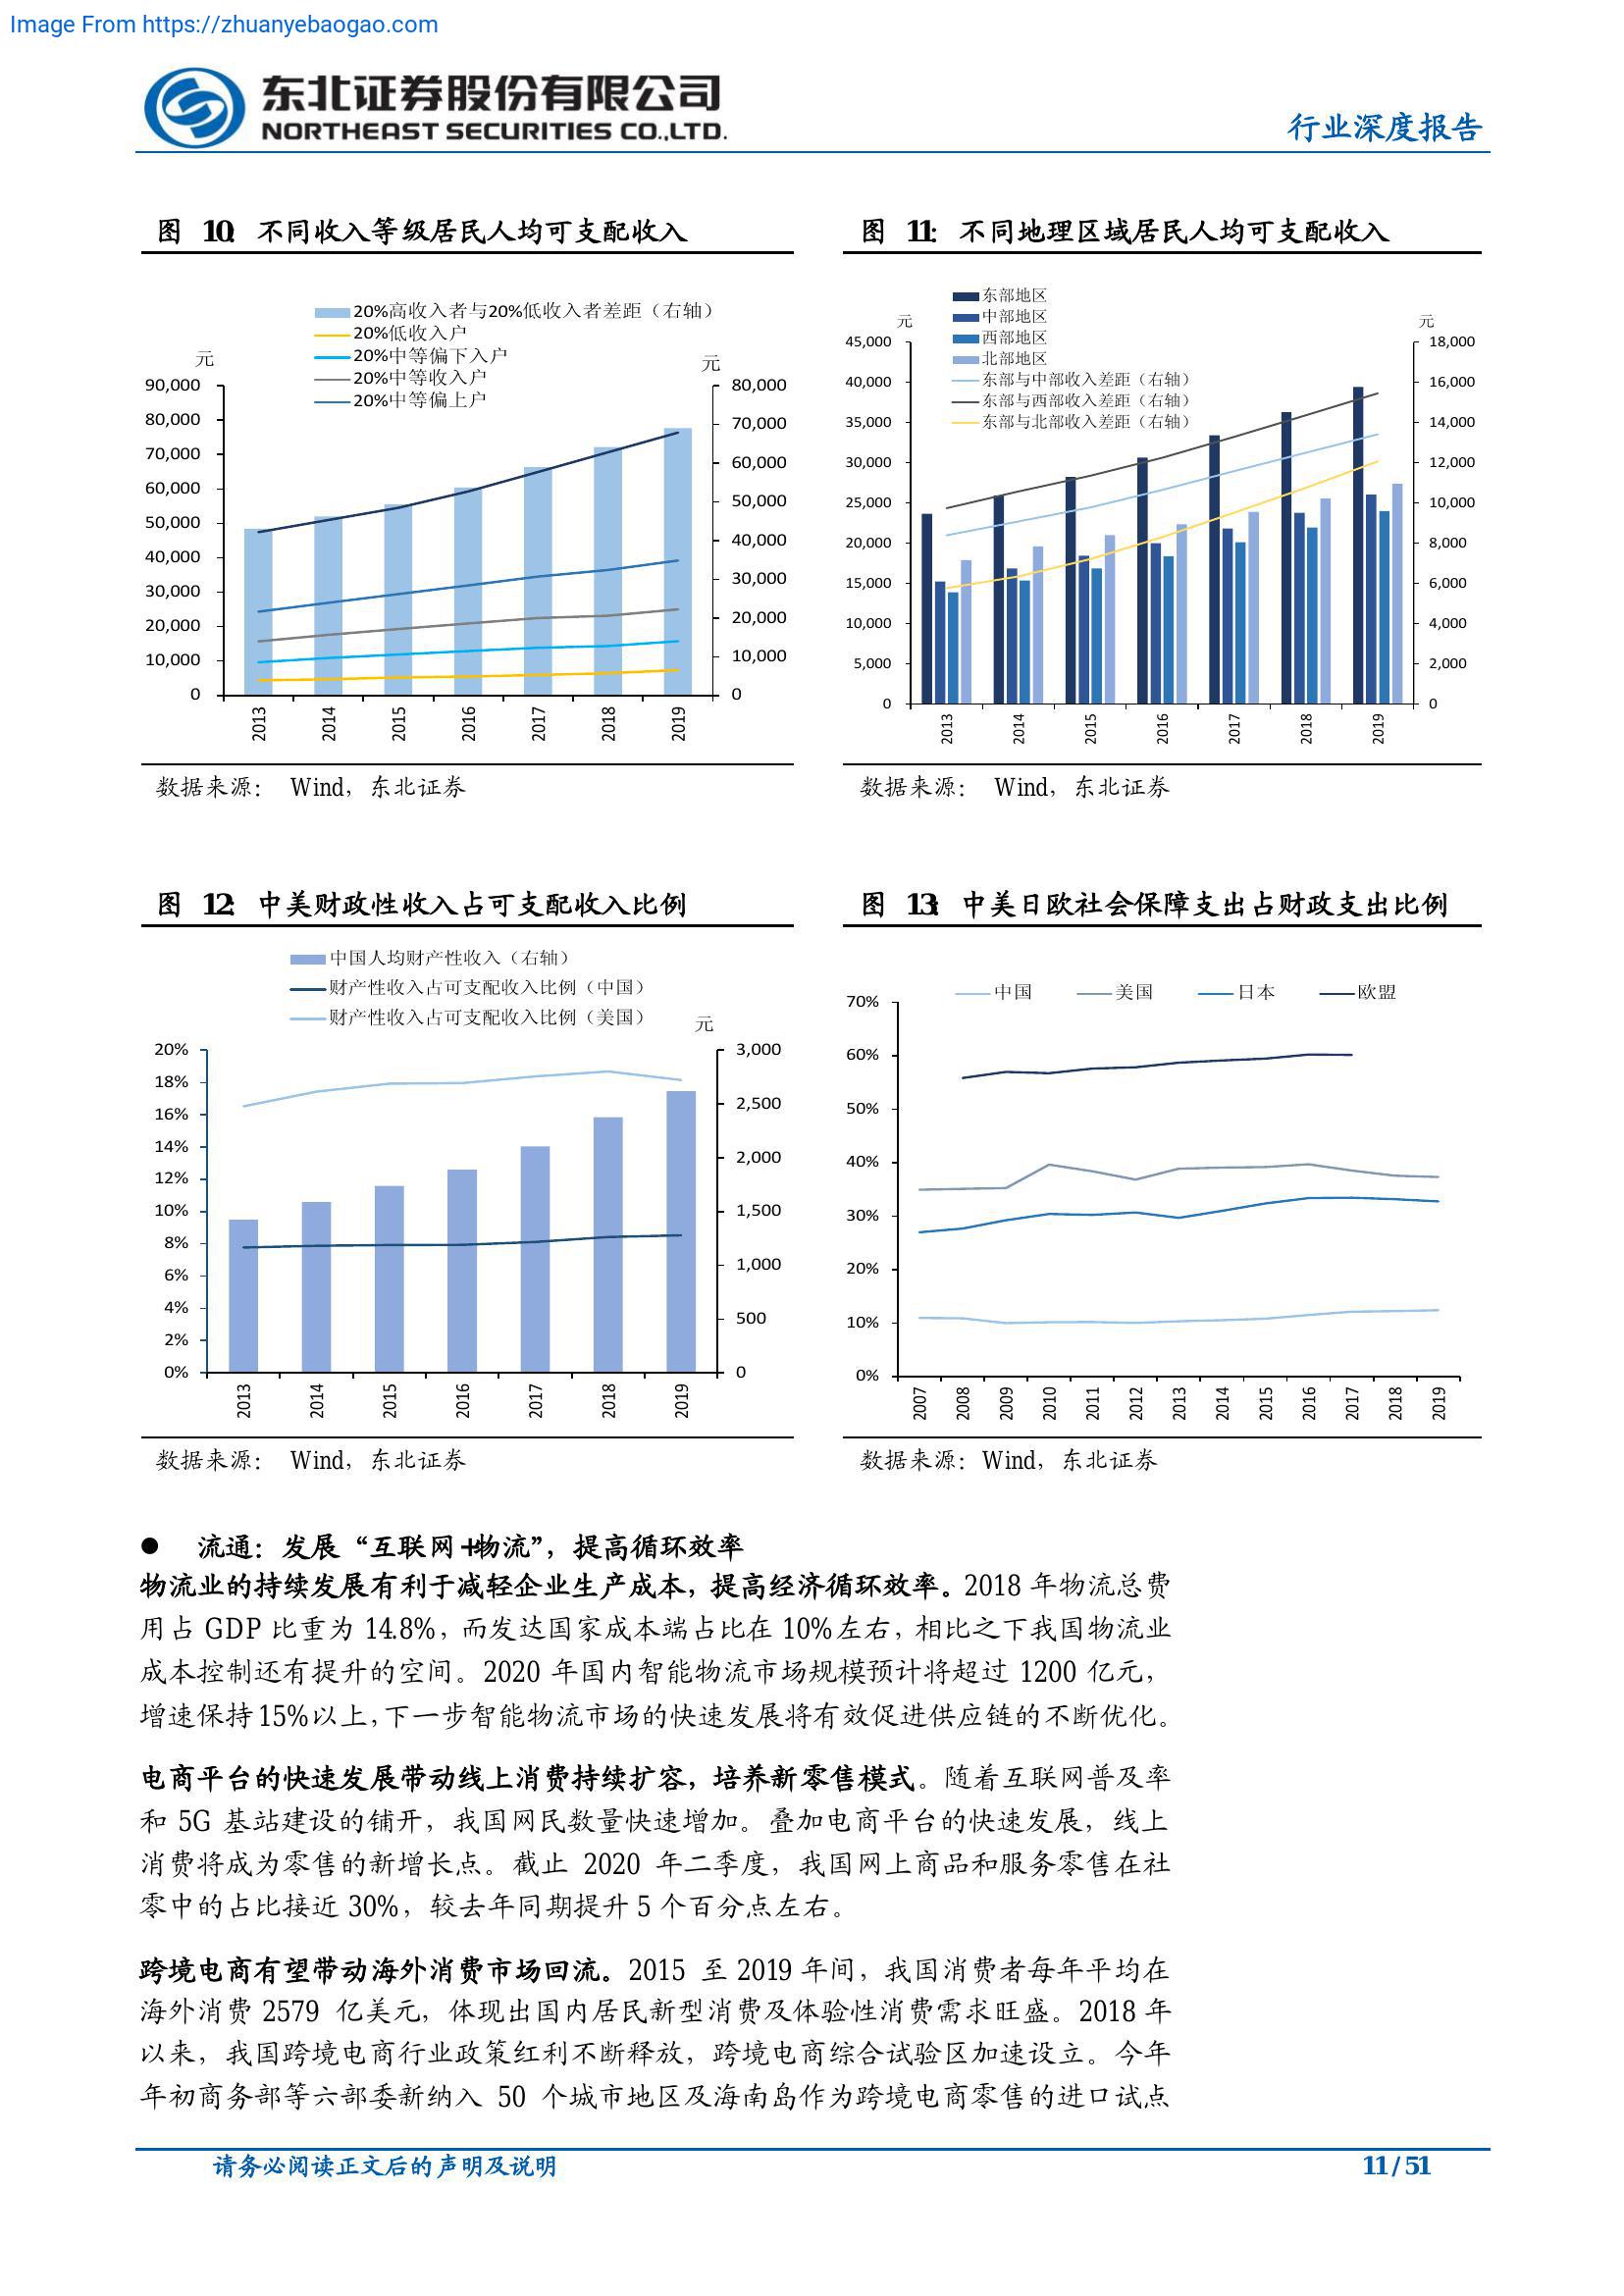 Image From https://zhuanyebaogao.com
东北证券股份有限公司
NORTHEAST SECURITIES CO.,LTD.
行业深度报告
图 10: 不同收入等级居民人均可支配收入
20%高收入者与20%低收入者差距（右轴）
20%低收入户
20%中等偏下入户
20%中等收入户
20%中等偏上户
元
元
90,000
80,000
70,000
60,000
50,000
40,000
30,000
20,000
10,000
0
80,000
70,000
60,000
50,000
40,000
30,000
20,000
10,000
0
2013 2014 2015 2016 2017 2018 2019
数据来源： Wind，东北证券
图 11: 不同地理区域居民人均可支配收入
东部地区
中部地区
西部地区
北部地区
东部与中部收入差距（右轴）
东部与西部收入差距（右轴）
东部与北部收入差距（右轴）
元
元
45,000
40,000
35,000
30,000
25,000
20,000
15,000
10,000
5,000
0
18,000
16,000
14,000
12,000
10,000
8,000
6,000
4,000
2,000
0
2013 2014 2015 2016 2017 2018 2019
数据来源： Wind，东北证券
图 12: 中美财政性收入占可支配收入比例
中国人均财产性收入（右轴）
财产性收入占可支配收入比例（中国）
财产性收入占可支配收入比例（美国）
元
20%
18%
16%
14%
12%
10%
8%
6%
4%
2%
0%
3,000
2,500
2,000
1,500
1,000
500
0
2013 2014 2015 2016 2017 2018 2019
数据来源： Wind，东北证券
图 13: 中美日欧社会保障支出占财政支出比例
中国 美国 日本 欧盟
70%
60%
50%
40%
30%
20%
10%
0%
2007 2008 2009 2010 2011 2012 2013 2014 2015 2016 2017 2018 2019
数据来源：Wind，东北证券
● 流通：发展“互联网+物流”，提高循环效率
物流业的持续发展有利于减轻企业生产成本，提高经济循环效率。2018 年物流总费
用占 GDP 比重为 14.8%，而发达国家成本端占比在 10%左右，相比之下我国物流业
成本控制还有提升的空间。2020 年国内智能物流市场规模预计将超过 1200 亿元，
增速保持 15%以上，下一步智能物流市场的快速发展将有效促进供应链的不断优化。
电商平台的快速发展带动线上消费持续扩容，培养新零售模式。随着互联网普及率
和 5G 基站建设的铺开，我国网民数量快速增加。叠加电商平台的快速发展，线上
消费将成为零售的新增长点。截止 2020 年二季度，我国网上商品和服务零售在社
零中的占比接近 30%，较去年同期提升 5 个百分点左右。
跨境电商有望带动海外消费市场回流。2015 至 2019 年间，我国消费者每年平均在
海外消费 2579 亿美元，体现出国内居民新型消费及体验性消费需求旺盛。2018 年
以来，我国跨境电商行业政策红利不断释放，跨境电商综合试验区加速设立。今年
年初商务部等六部委新纳入 50 个城市地区及海南岛作为跨境电商零售的进口试点
请务必阅读正文后的声明及说明
11 / 51